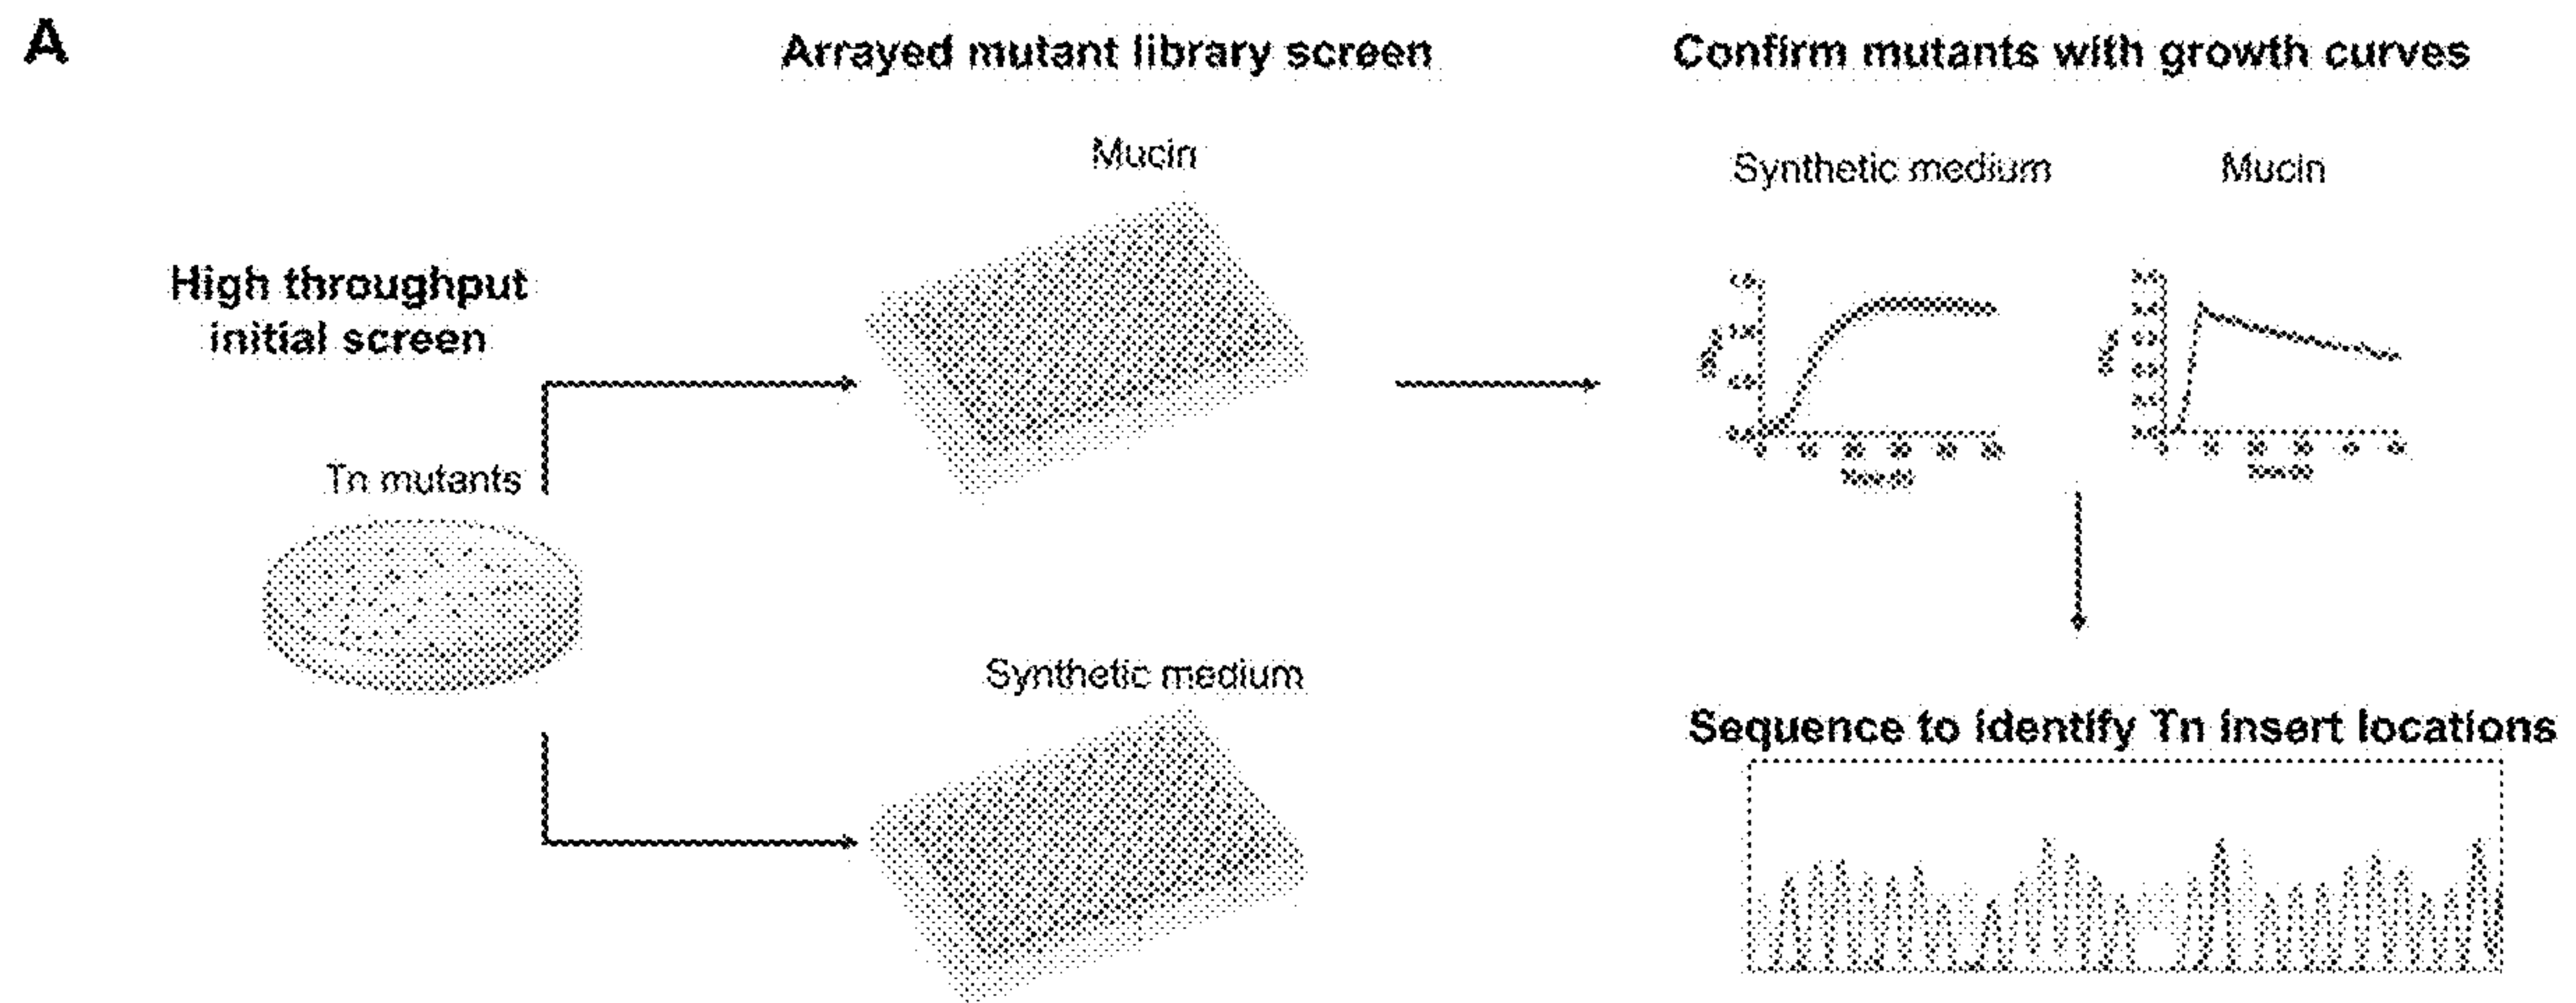 A
Arrayed mutant library screen
Confirm mutants with growth curves
Mucin
Synthetic medium
Mucin
High throughput
initial screen
Tn mutants
Synthetic medium
Sequence to identify Tn insert locations